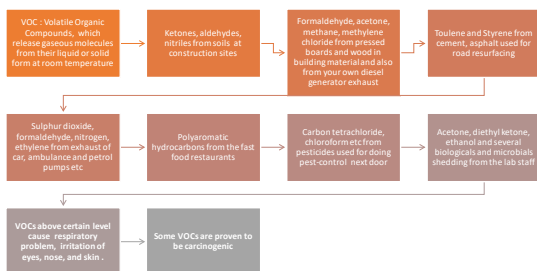 VOC : Volatile Organic
Compounds, which
release gaseous molecules
from their liquid or solid
form at room temperature
Ketones, aldehydes,
nitriles from soils at
construction sites
Formaldehyde, acetone,
methane, methylene
chloride from pressed
boards and wood in
building material and also
from your own diesel
generator exhaust
Toulene and Styrene from
cement, asphalt used for
road resurfacing
Sulphur dioxide,
formaldehyde, nitrogen,
ethylene from exhaust of
car, ambulance and petrol
pumps etc
Polyaromatic
hydrocarbons from the fast
food restaurants
Carbon tetrachloride,
chloroform etc from
pesticides used for doing
pest-control next door
Acetone, diethyl ketone,
ethanol and several
biologicals and microbials
shedding from the lab staff
VOCs above certain level
cause respiratory
problem, irritation of
eyes, nose, and skin .
Some VOCs are proven to
be carcinogenic